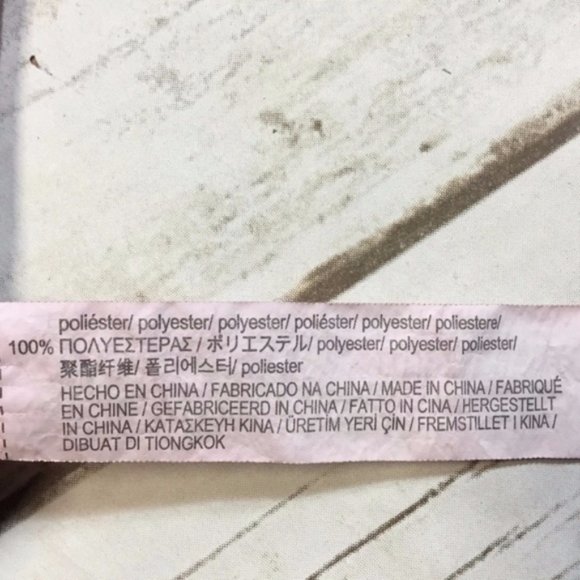 poliéster/ polyester/ polyester/ poliéster/ polyester/ poliestere/
100% ΠΟΛΥΕΣΤΕΡΑΣ / ポリエステル/ polyester/ polyester/ poliester/
聚酯纤维/ 폴리에스터/ poliester
HECHO EN CHINA / FABRICADO NA CHINA / MADE IN CHINA / FABRIQUÉ
EN CHINE / GEFABRICEERD IN CHINA / FATTO IN CINA / HERGESTELLT
IN CHINA / ΚΑΤΑΣΚΕΥΗ ΚΙΝΑ / ÜRETİM YERİ ÇİN / FREMSTILLET I KINA /
DIBUAT DI TIONGKOK